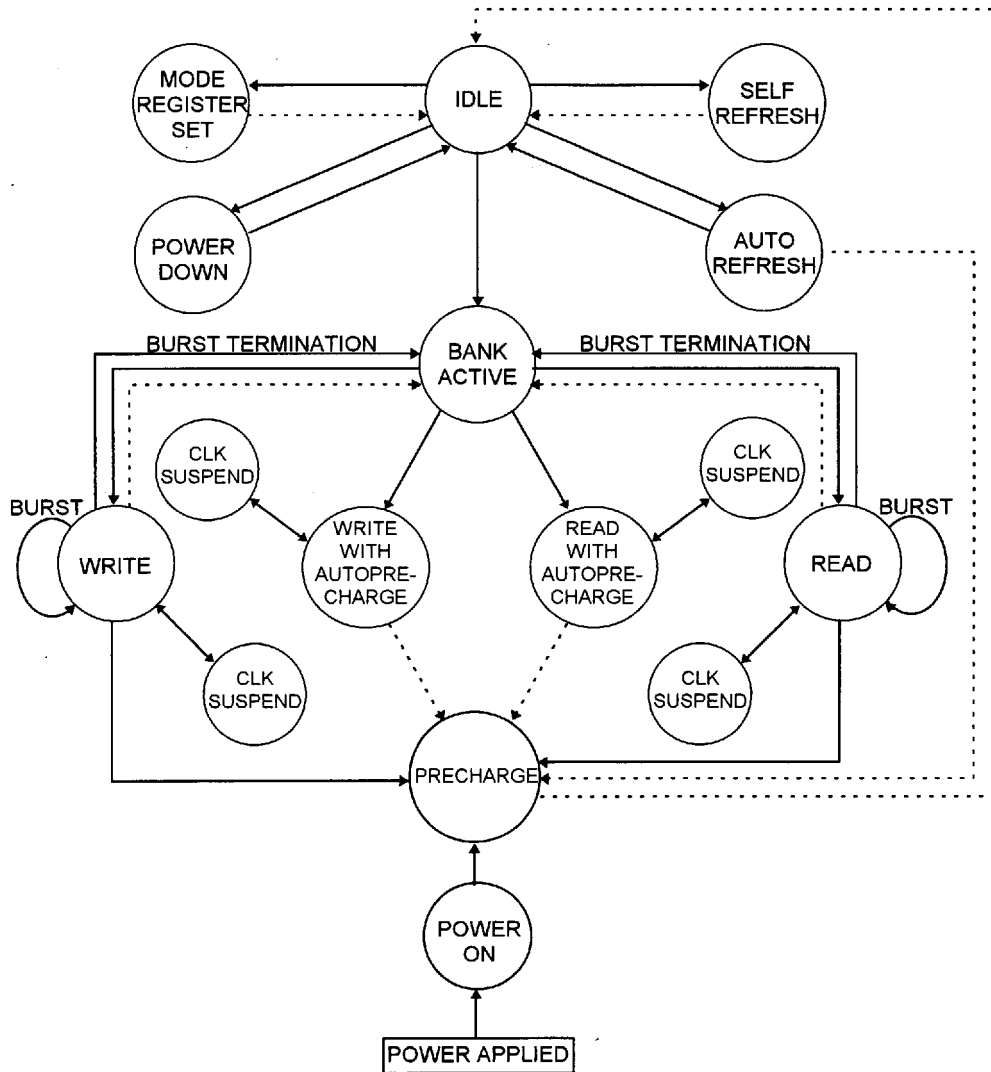 MODE
REGISTER
SET
IDLE
SELF
REFRESH
POWER
DOWN
AUTO
REFRESH
BURST TERMINATION
BANK
ACTIVE
BURST TERMINATION
CLK
SUSPEND
CLK
SUSPEND
BURST
WRITE
WRITE
WITH
AUTOPRE-
CHARGE
READ
WITH
AUTOPRE-
CHARGE
READ
BURST
CLK
SUSPEND
CLK
SUSPEND
PRECHARGE
POWER
ON
POWER APPLIED